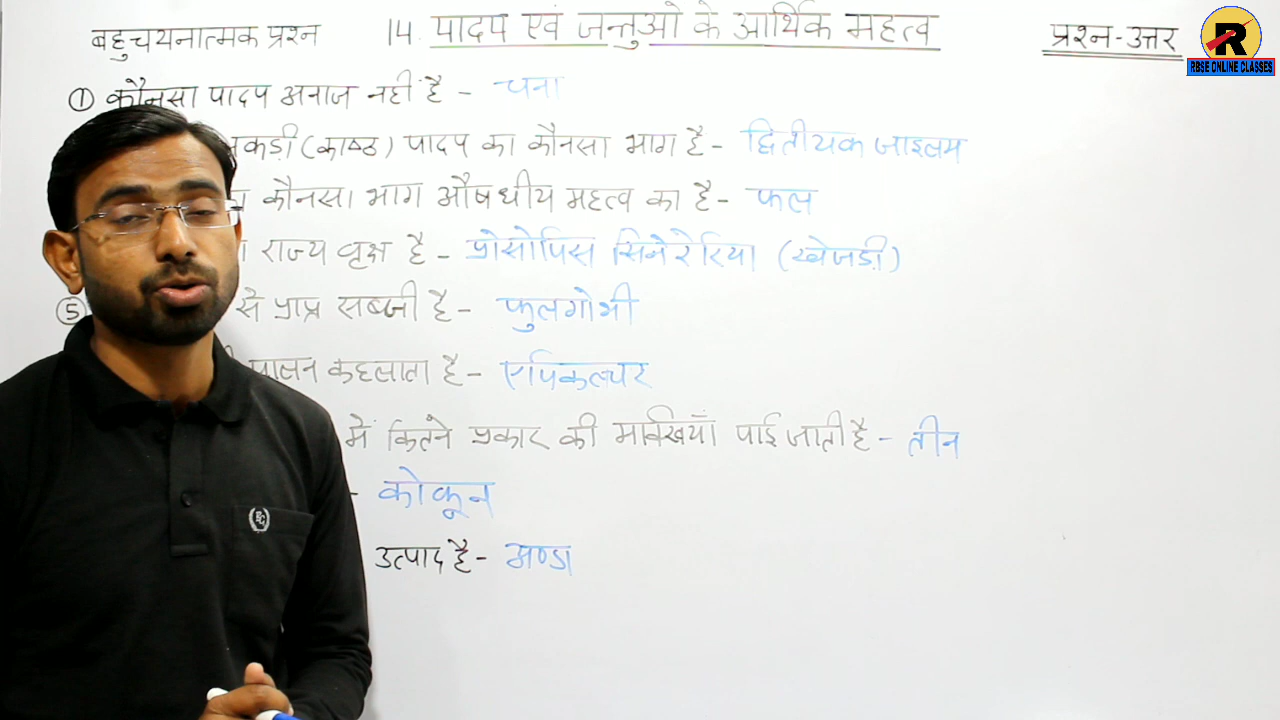 बहुचयनात्मक प्रश्न 14. पादप एवं जन्तुओ के आर्थिक महत्व प्रश्न-उत्तर
R
RBSE ONLINE CLASSES
① कौनसा पादप अनाज नहीं है - चना
(काष्ठ) पादप का कौनसा भाग है - द्वितीयक जाइलम
कौनसा भाग औषधीय महत्व का है - फल
राज्य वृक्ष है - प्रोसोपिस सिनेरेरिया (खेजड़ी)
⑤ से प्राप्त सब्जी है - फुलगोभी
पालन कहलाता है - एपिकल्चर
में कितने प्रकार की मक्खियाँ पाई जाती है - तीन
- कोकून
उत्पाद है - अण्डा